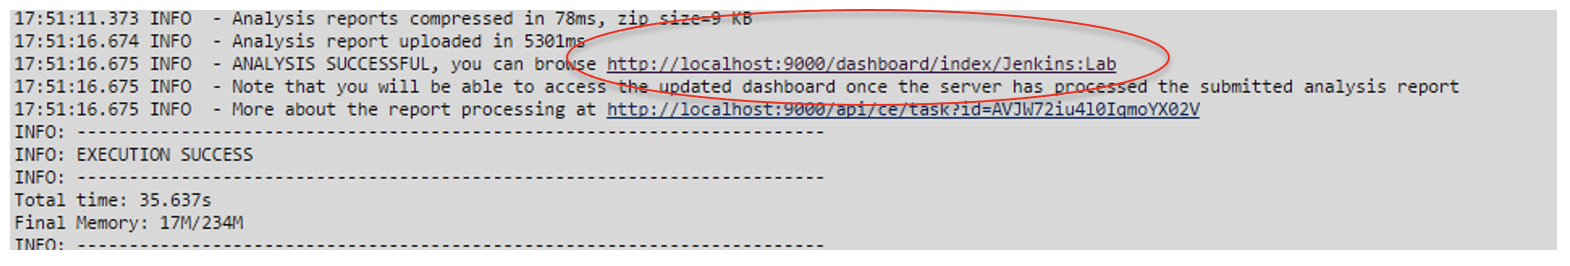 17:51:11.373 INFO  - Analysis reports compressed in 78ms, zip size=9 KB
17:51:16.674 INFO  - Analysis report uploaded in 5301ms
17:51:16.675 INFO  - ANALYSIS SUCCESSFUL, you can browse http://localhost:9000/dashboard/index/Jenkins:Lab
17:51:16.675 INFO  - Note that you will be able to access the updated dashboard once the server has processed the submitted analysis report
17:51:16.675 INFO  - More about the report processing at http://localhost:9000/api/ce/task?id=AVJW72iu4l0IqmoYX02V
INFO: ------------------------------------------------------------------------
INFO: EXECUTION SUCCESS
INFO: ------------------------------------------------------------------------
Total time: 35.637s
Final Memory: 17M/234M
INFO: ------------------------------------------------------------------------